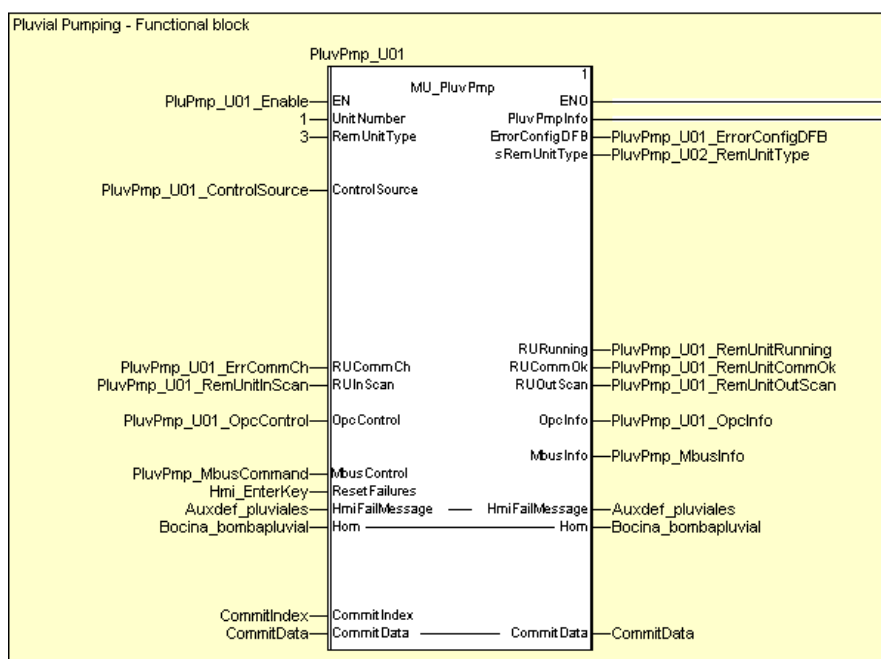 Pluvial Pumping - Functional block
PluvPmp_U01
1
MU_PluvPmp
PluPmp_U01_Enable EN ENO
1 UnitNumber PluvPmpInfo
3 RemUnitType ErrorConfigDFB PluvPmp_U01_ErrorConfigDFB
sRemUnitType PluvPmp_U02_RemUnitType
PluvPmp_U01_ControlSource ControlSource
RURunning PluvPmp_U01_RemUnitRunning
PluvPmp_U01_ErrCommCh RUCommCh RUCommOk PluvPmp_U01_RemUnitCommOk
PluvPmp_U01_RemUnitInScan RUInScan RUOutScan PluvPmp_U01_RemUnitOutScan
PluvPmp_U01_OpcControl OpcControl OpcInfo PluvPmp_U01_OpcInfo
MbusInfo PluvPmp_MbusInfo
PluvPmp_MbusCommand MbusControl
Hmi_EnterKey ResetFailures
Auxdef_pluviales HmiFailMessage HmiFailMessage Auxdef_pluviales
Bocina_bombapluvial Horn Horn Bocina_bombapluvial
CommitIndex CommitIndex
CommitData CommitData CommitData CommitData